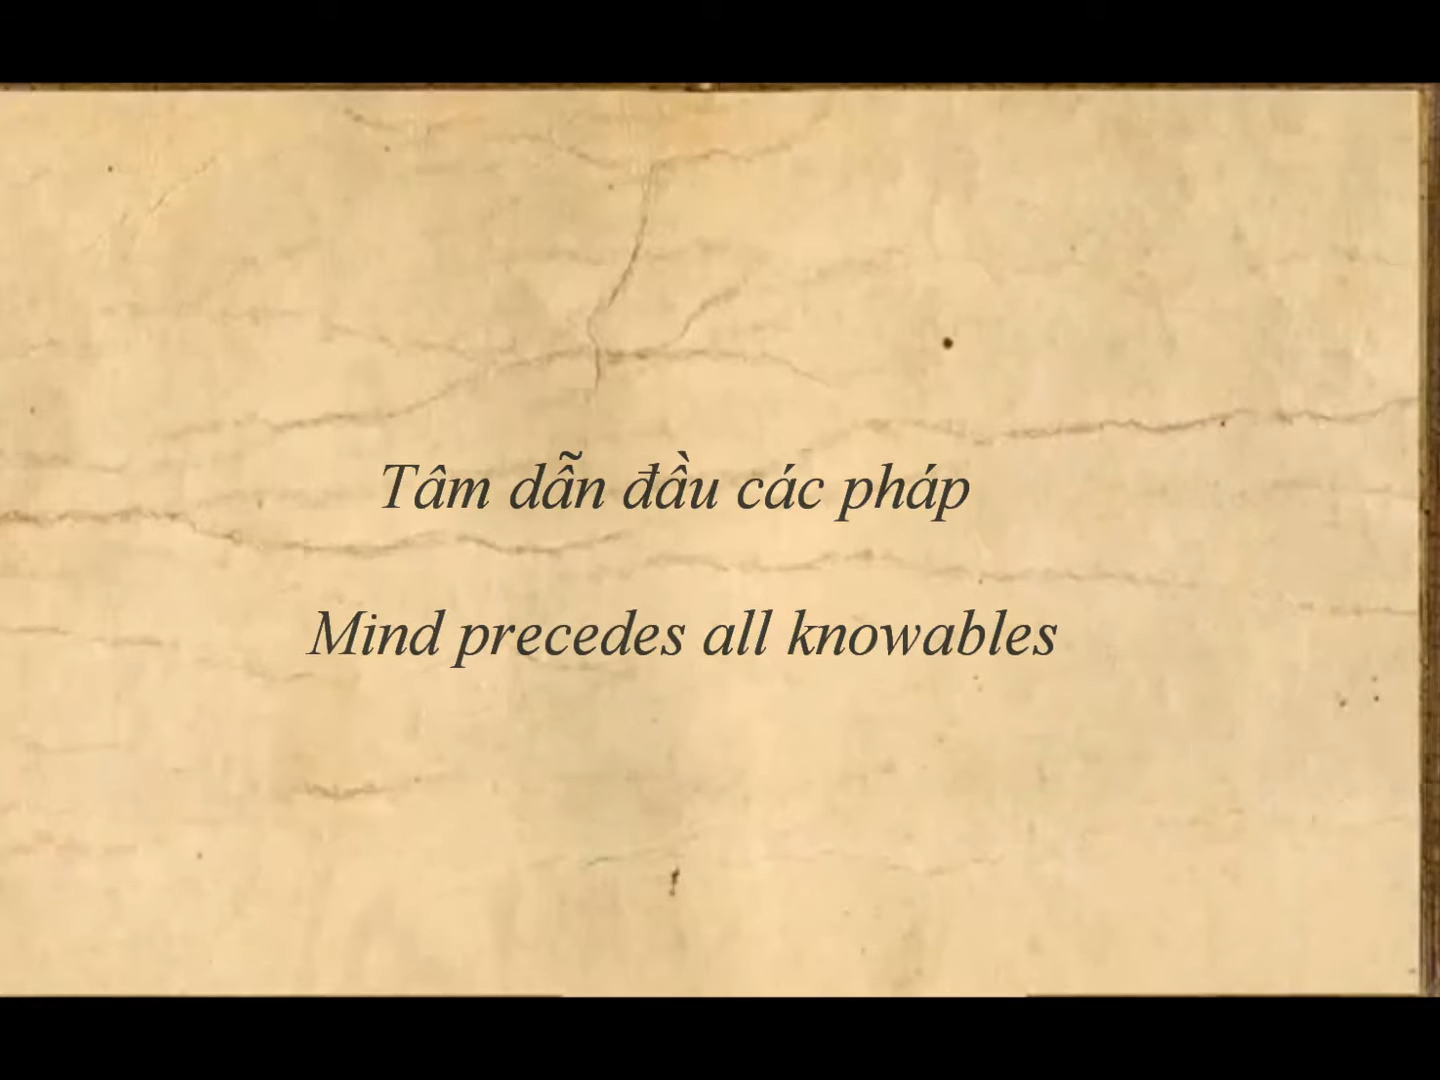 Tâm dẫn đầu các pháp
Mind precedes all knowables